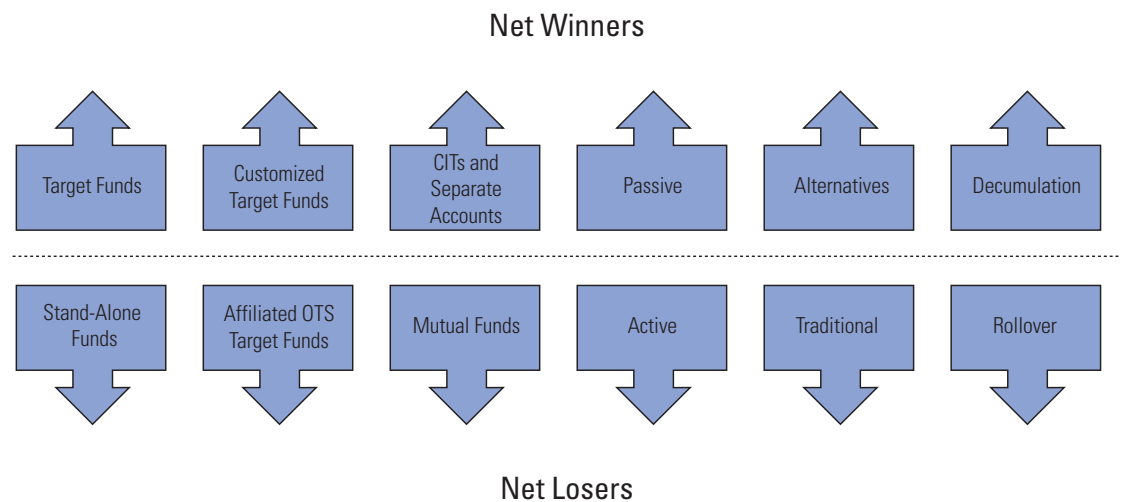 Net Winners
Target Funds
Customized
Target Funds
CITs and
Separate
Accounts
Passive
Alternatives
Decumulation
Stand-Alone
Funds
Affiliated OTS
Target Funds
Mutual Funds
Active
Traditional
Rollover
Net Losers